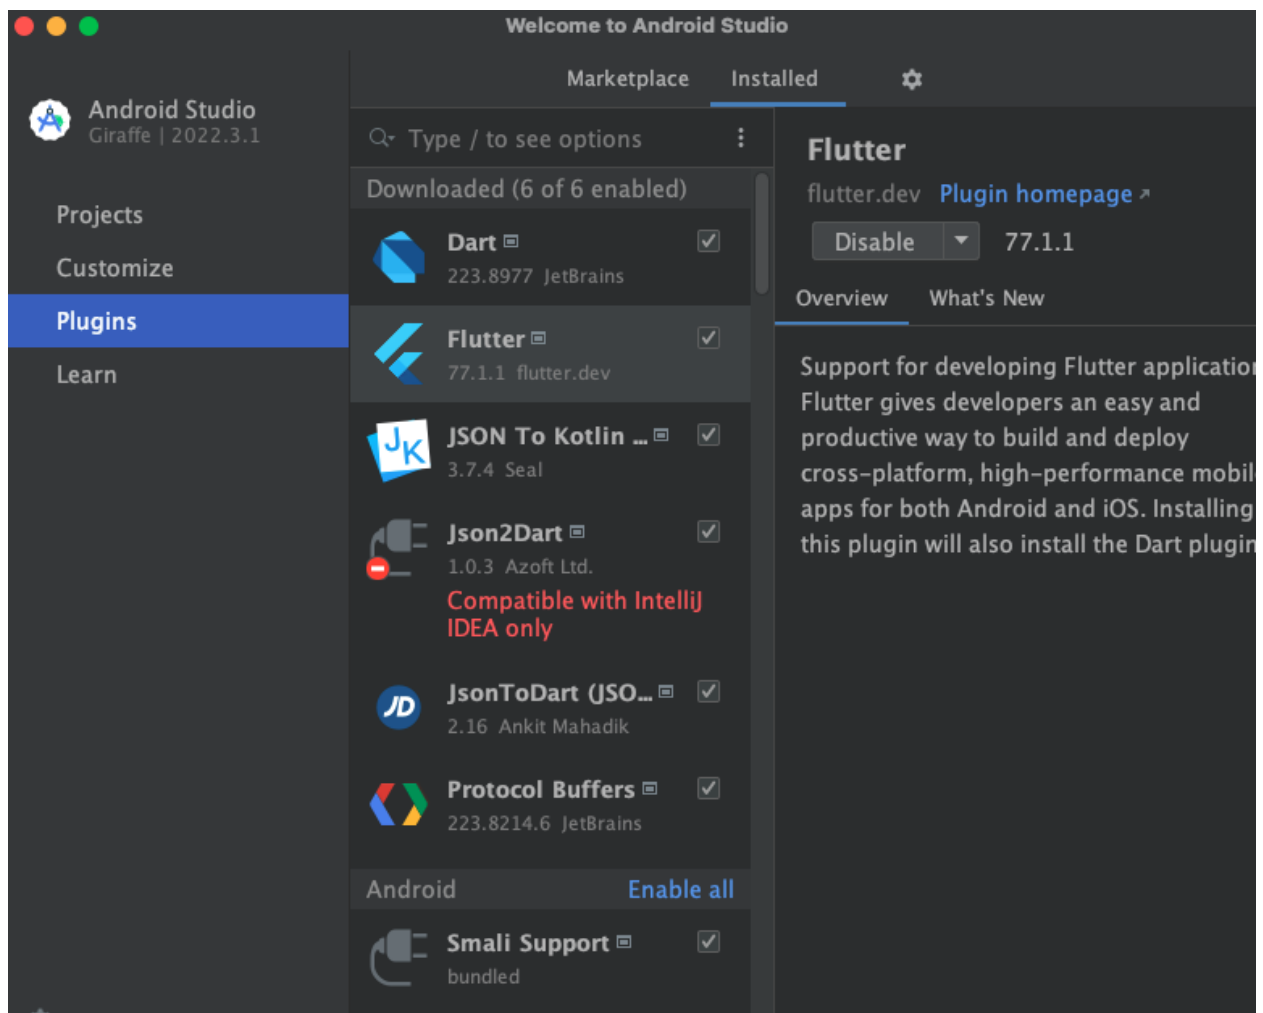 Welcome to Android Studio
Android Studio
Giraffe | 2022.3.1
Projects
Customize
Plugins
Learn
Marketplace
Installed
Type / to see options
Downloaded (6 of 6 enabled)
Dart
223.8977 JetBrains
Flutter
77.1.1 flutter.dev
JSON To Kotlin ...
3.7.4 Seal
Json2Dart
1.0.3 Azoft Ltd.
Compatible with IntelliJ
IDEA only
JsonToDart (JSO...
2.16 Ankit Mahadik
Protocol Buffers
223.8214.6 JetBrains
Android Enable all
Smali Support
bundled
Flutter
flutter.dev Plugin homepage ↗
Disable 77.1.1
Overview What's New
Support for developing Flutter applicatio
Flutter gives developers an easy and
productive way to build and deploy
cross-platform, high-performance mobil
apps for both Android and iOS. Installing
this plugin will also install the Dart plugin
JK
JD